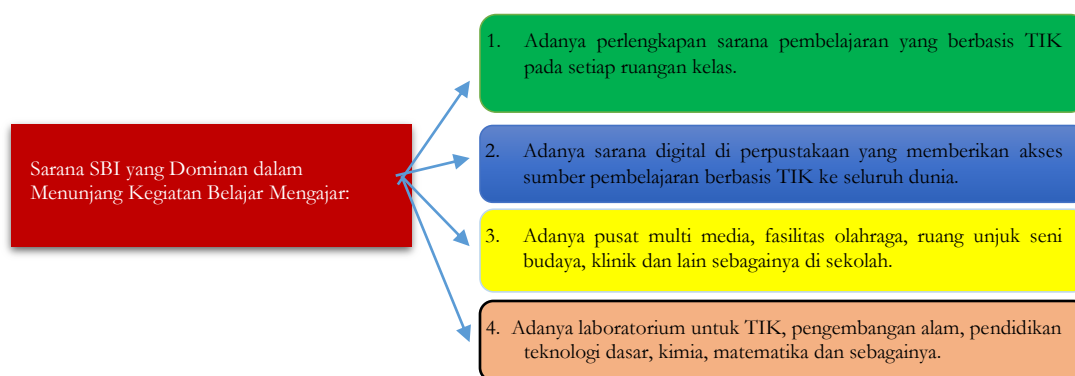 Sarana SBI yang Dominan dalam
Menunjang Kegiatan Belajar Mengajar:
1. Adanya perlengkapan sarana pembelajaran yang berbasis TIK
pada setiap ruangan kelas.
2. Adanya sarana digital di perpustakaan yang memberikan akses
sumber pembelajaran berbasis TIK ke seluruh dunia.
3. Adanya pusat multi media, fasilitas olahraga, ruang unjuk seni
budaya, klinik dan lain sebagainya di sekolah.
4. Adanya laboratorium untuk TIK, pengembangan alam, pendidikan
teknologi dasar, kimia, matematika dan sebagainya.